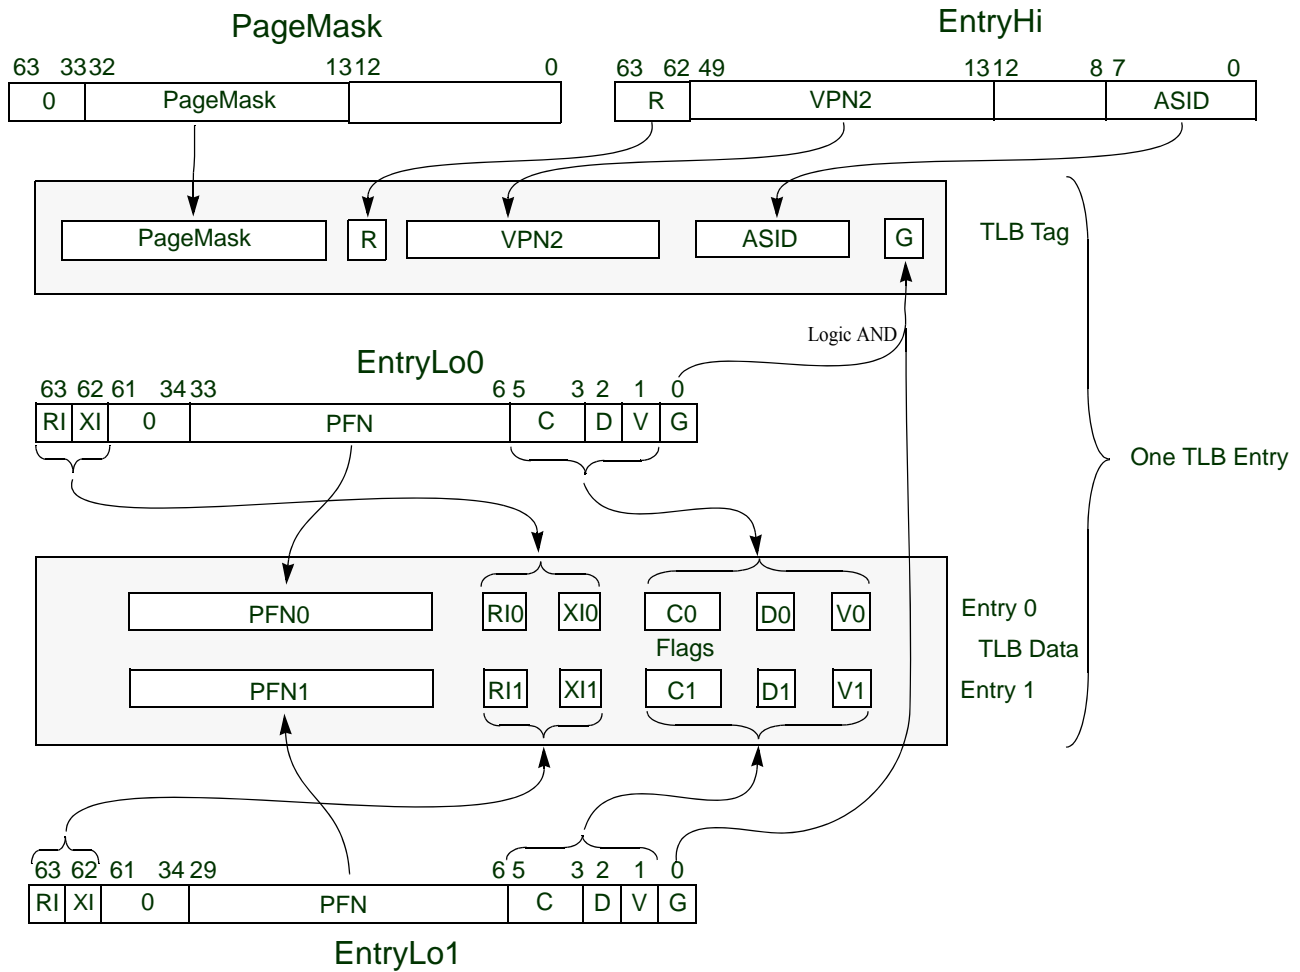 PageMask
EntryHi
63 33 32 13 12 0
63 62 49 13 12 8 7 0
0 PageMask
R VPN2 ASID
PageMask R VPN2 ASID G
TLB Tag
Logic AND
EntryLo0
63 62 61 34 33 6 5 3 2 1 0
RI XI 0 PFN C D V G
One TLB Entry
PFN0 RI0 XI0 C0 D0 V0
Entry 0
Flags
TLB Data
PFN1 RI1 XI1 C1 D1 V1
Entry 1
63 62 61 34 29 6 5 3 2 1 0
RI XI 0 PFN C D V G
EntryLo1